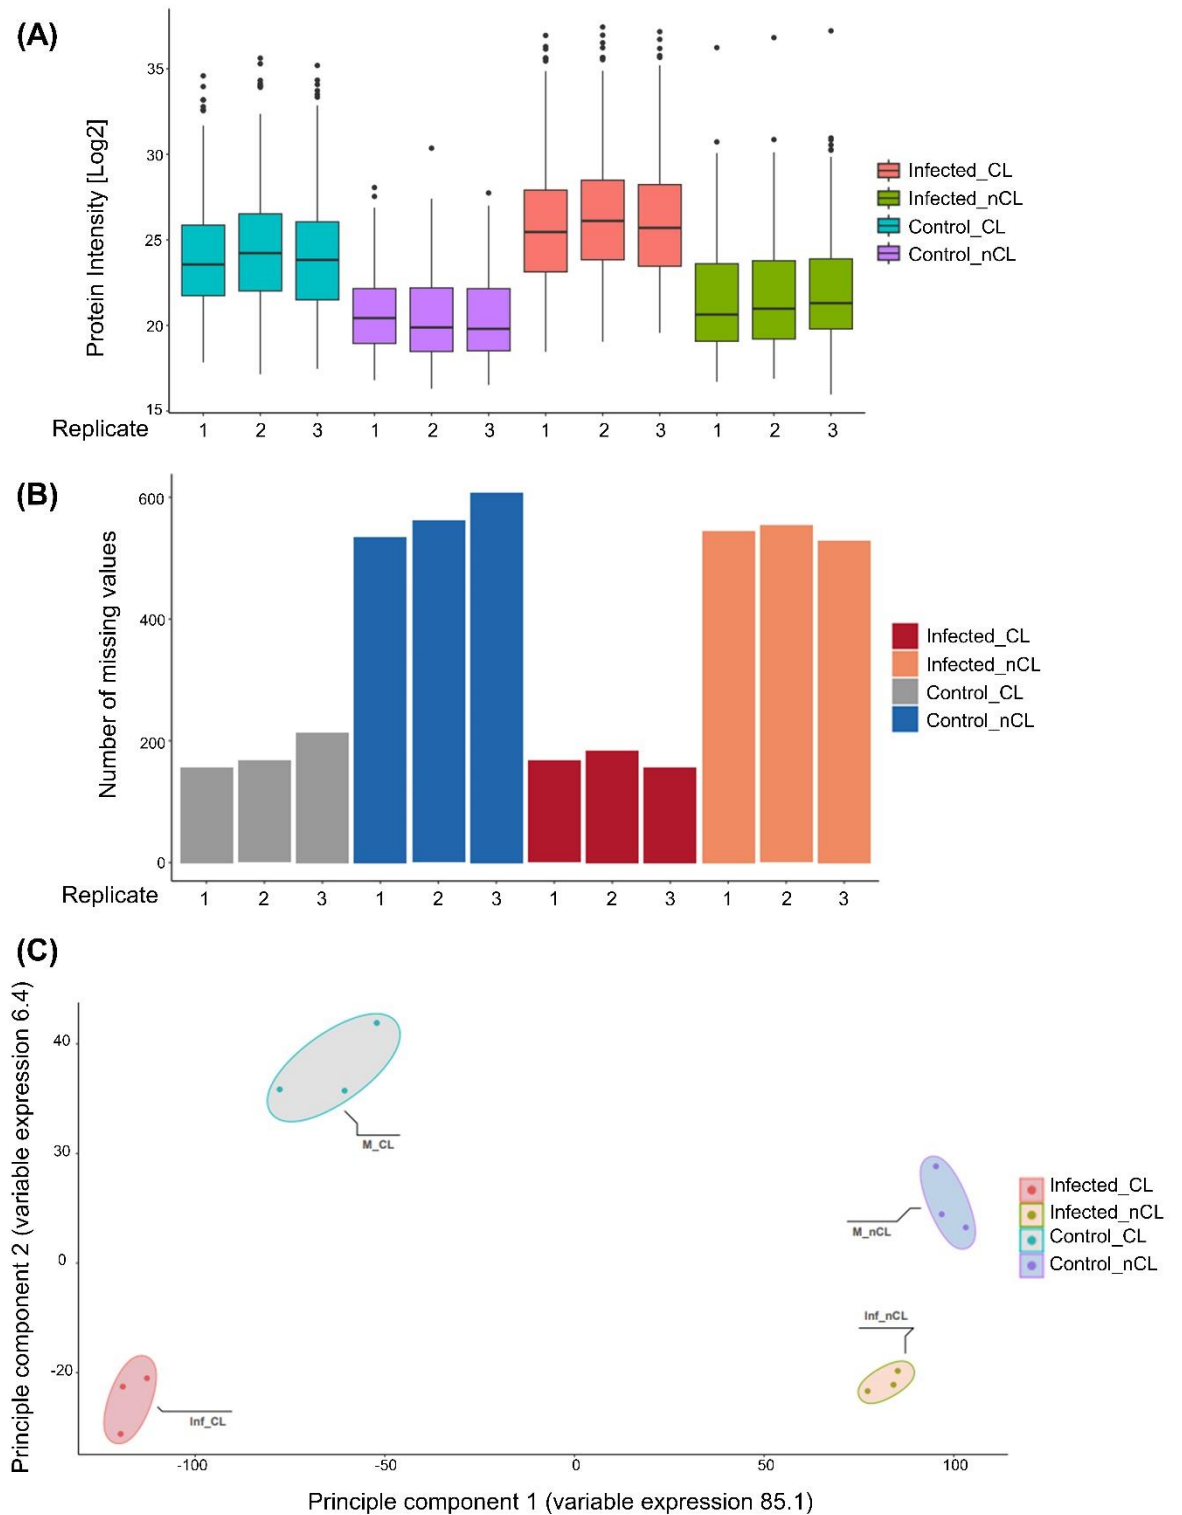 (A)
Protein Intensity [Log2]
35
30
25
20
15
Infected_CL
Infected_nCL
Control_CL
Control_nCL
Replicate 1 2 3 1 2 3 1 2 3 1 2 3
(B)
Number of missing values
600
400
200
0
Infected_CL
Infected_nCL
Control_CL
Control_nCL
Replicate 1 2 3 1 2 3 1 2 3 1 2 3
(C)
Principle component 2 (variable expression 6.4)
40
30
0
-20
M_CL
M_nCL
Inf_nCL
Inf_CL
Infected_CL
Infected_nCL
Control_CL
Control_nCL
-100 -50 0 50 100
Principle component 1 (variable expression 85.1)